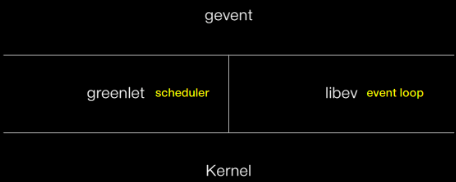 gevent
greenlet scheduler
libev event loop
Kernel